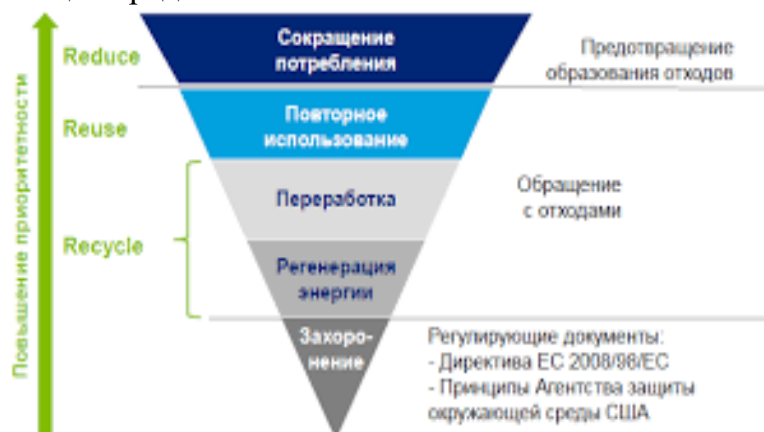 Повышение приоритетности
Reduce
Сокращение
потребления
Предотвращение
образования отходов
Reuse
Повторное
использование
Recycle
Переработка
Регенерация
энергии
Обращение
с отходами
Захоро-
нение
Регулирующие документы:
- Директива ЕС 2008/98/ЕС
- Принципы Агентства защиты
окружающей среды США